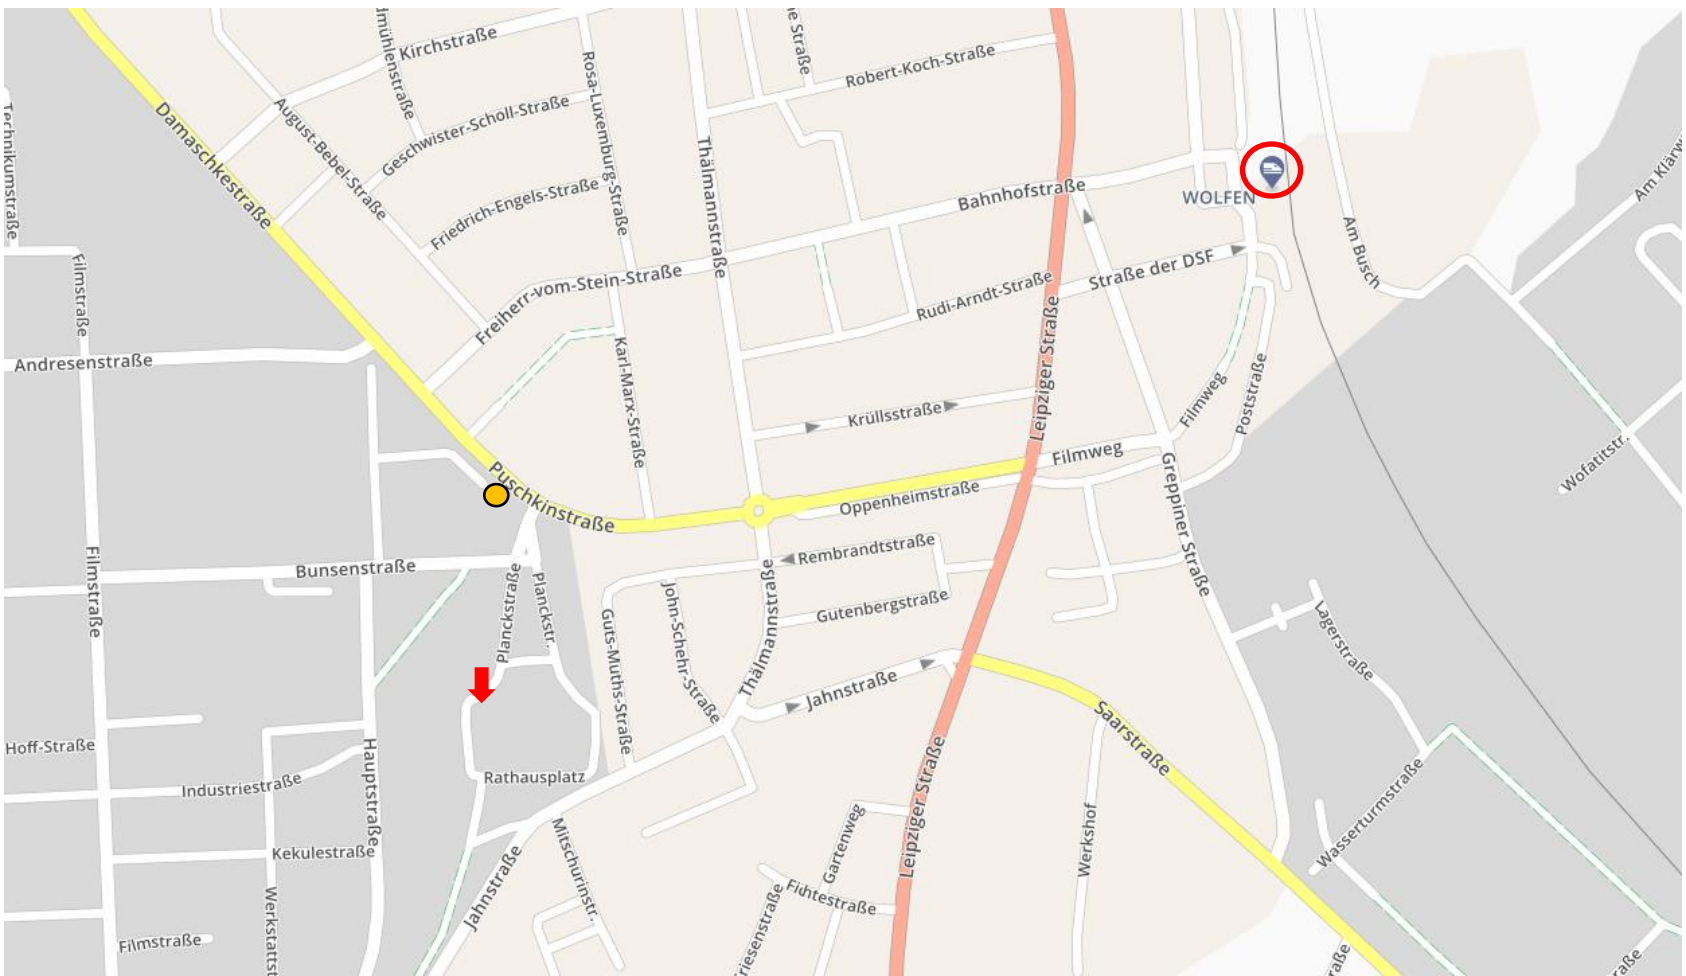 Kirchstraße
Rosa-Luxemburg-Straße
Robert-Koch-Straße
Technikumstraße
Damaschkestraße
August-Bebel-Straße
Geschwister-Scholl-Straße
Thälmannstraße
Friedrich-Engels-Straße
Bahnhofstraße
WOLFEN
Am Busch
Filmstraße
Freiherr-vom-Stein-Straße
Rudi-Arndt-Straße
Straße der DSF
Andresenstraße
Karl-Marx-Straße
Krüllsstraße
Leipziger Straße
Filmweg
Poststraße
Puschkinstraße
Filmweg
Wofatitstr.
Oppenheimstraße
Greppiner Straße
Filmstraße
Bunsenstraße
Planckstraße
Planckstr.
Rembrandtstraße
Gutenbergstraße
Guts-Muths-Straße
John-Schehr-Straße
Thälmannstraße
Jahnstraße
Lagerstraße
Saarstraße
Hoff-Straße
Industriestraße
Hauptstraße
Rathausplatz
Leipziger Straße
Wasserturmstraße
Kekulestraße
Jahnstraße
Mitschurinstr.
Gartenweg
Werkshof
Fichtestraße
Filmstraße